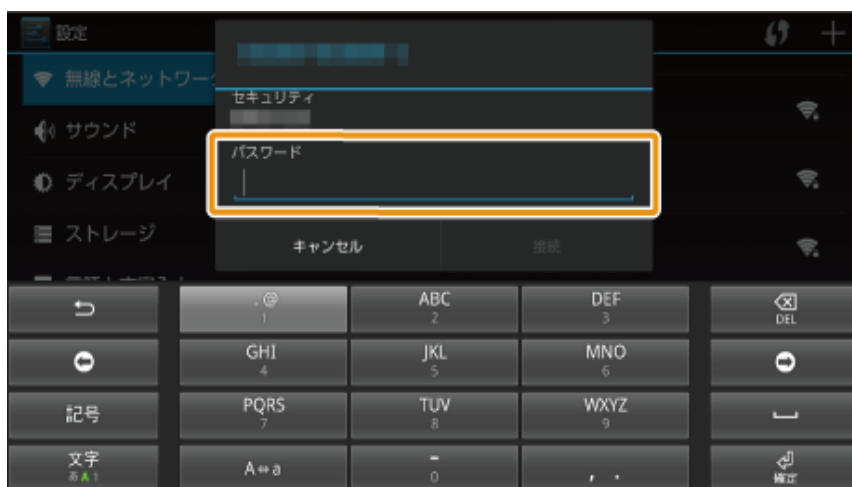 設定
無線とネットワー
サウンド
ディスプレイ
ストレージ
セキュリティ
パスワード
キャンセル 接続
.@ ABC DEF DEL
1 2 3
GHI JKL MNO
4 5 6
記号 PQRS TUV WXYZ
7 8 9
文字 A⇔a - , . 確定
あA1 0